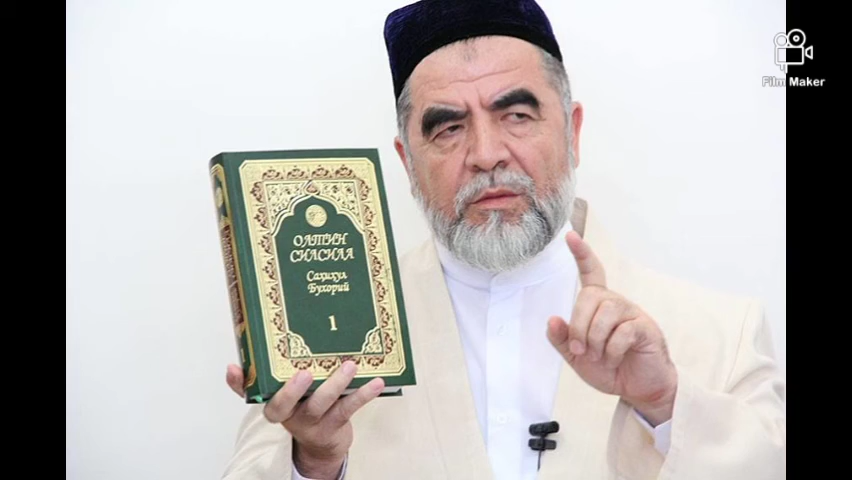 ОЛТИН
СИЛСИЛА
Саҳиҳул
Бухорий
1
Film Maker